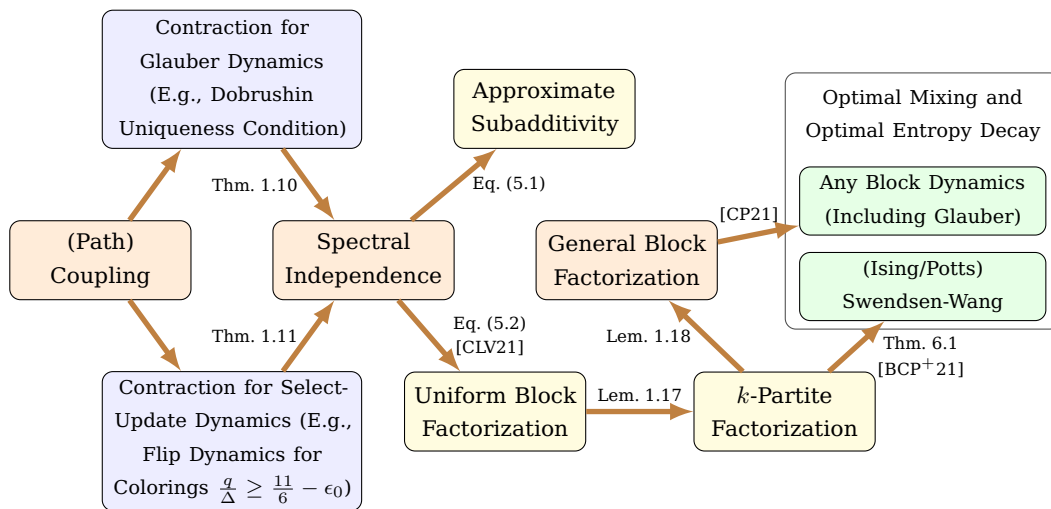 Contraction for
Glauber Dynamics
(E.g., Dobrushin
Uniqueness Condition)
Approximate
Subadditivity
Optimal Mixing and
Optimal Entropy Decay
Thm. 1.10
Eq. (5.1)
Any Block Dynamics
(Including Glauber)
[CP21]
(Path)
Coupling
Spectral
Independence
General Block
Factorization
(Ising/Potts)
Swendsen-Wang
Thm. 1.11
Eq. (5.2)
[CLV21]
Lem. 1.18
Thm. 6.1
[BCP⁺21]
Contraction for Select-
Update Dynamics (E.g.,
Flip Dynamics for
Colorings q/Δ ≥ 11/6 − ϵ₀)
Uniform Block
Factorization
Lem. 1.17
k-Partite
Factorization